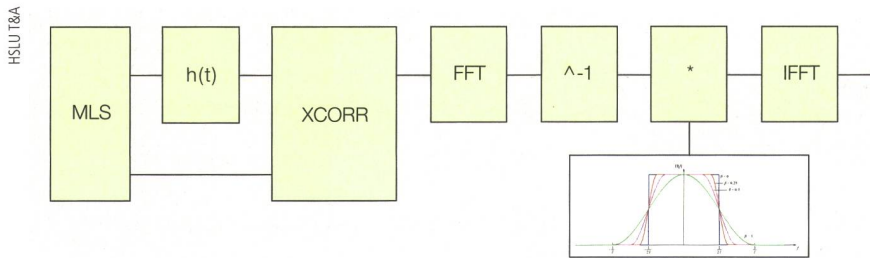 HSLU T&A
MLS
h(t)
XCORR
FFT
^-1
*
IFFT